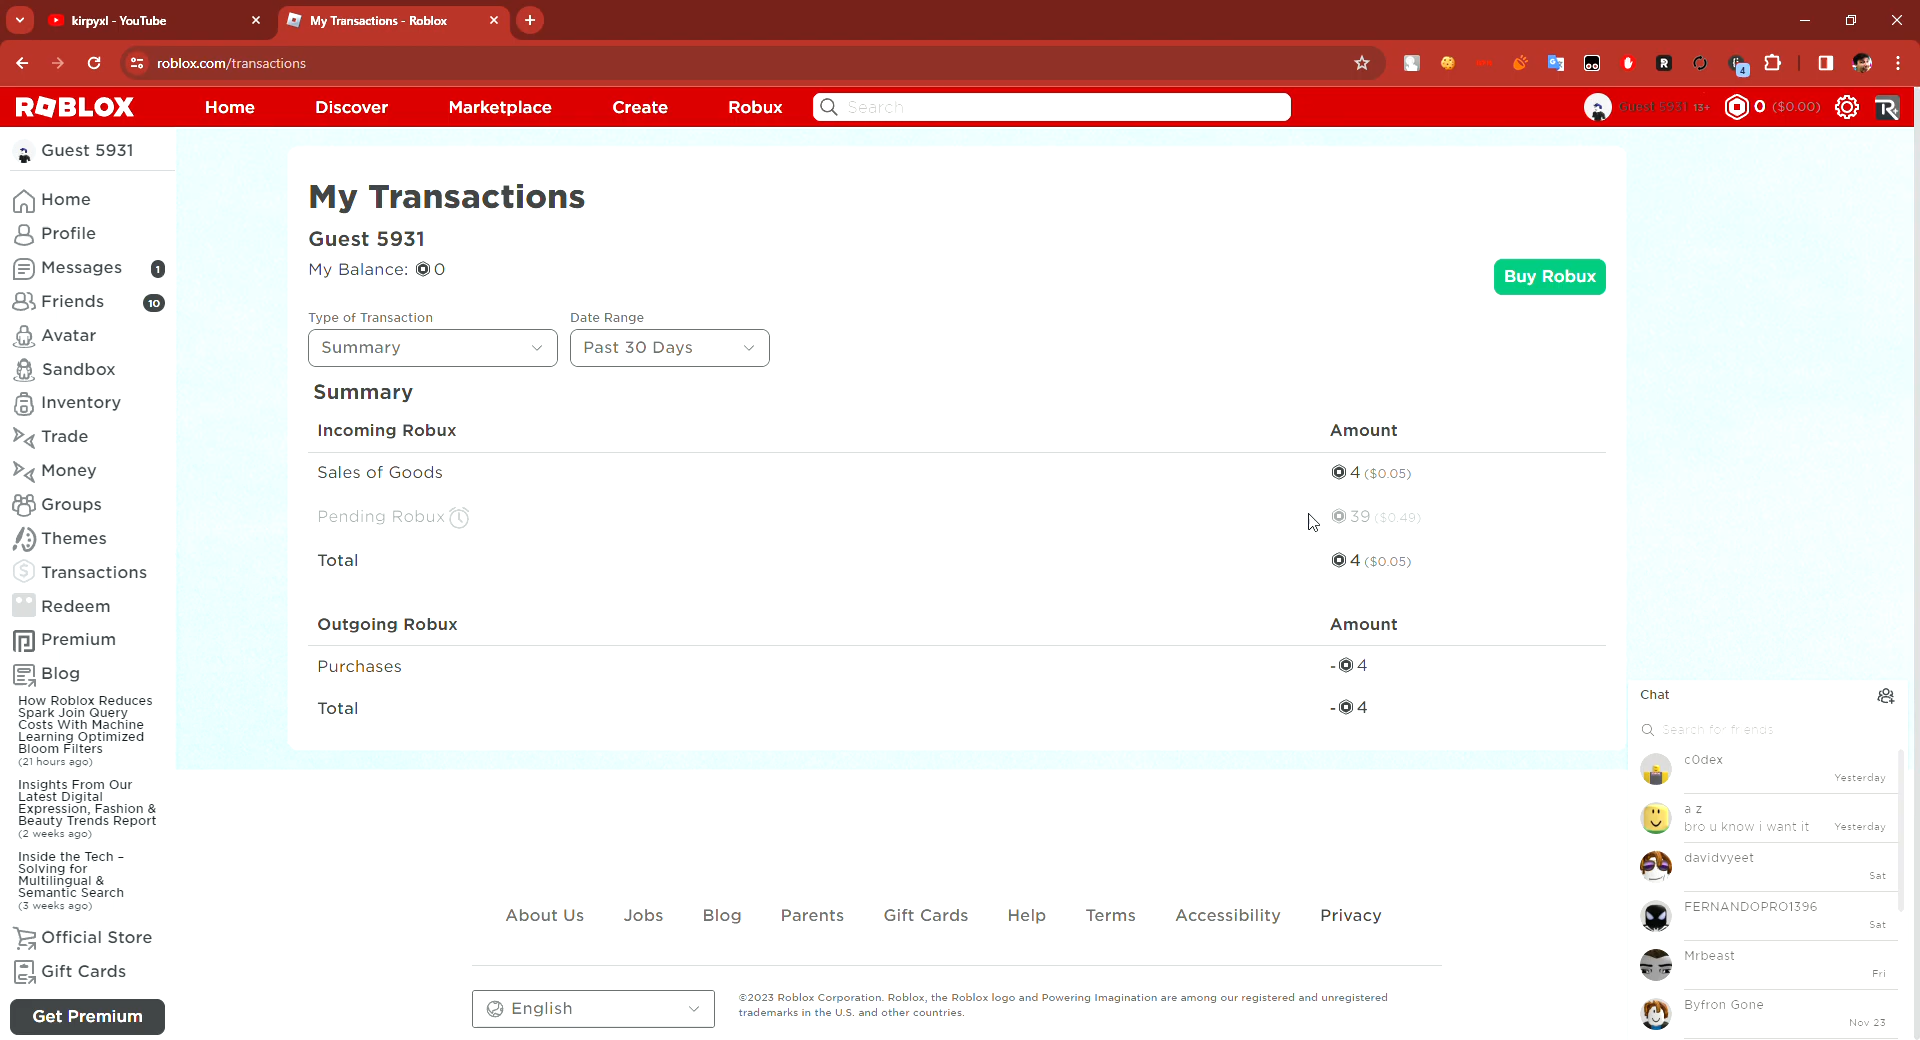 kirpyxl - YouTube
My Transactions - Roblox
roblox.com/transactions
4
ROBLOX
Home
Discover
Marketplace
Create
Robux
Search
Guest 5931 13+
0 ($0.00)
Guest 5931
Home
Profile
Messages 1
Friends 10
Avatar
Sandbox
Inventory
Trade
Money
Groups
Themes
Transactions
Redeem
Premium
Blog
How Roblox Reduces
Spark Join Query
Costs With Machine
Learning Optimized
Bloom Filters
(21 hours ago)
Insights From Our
Latest Digital
Expression, Fashion &
Beauty Trends Report
(2 weeks ago)
Inside the Tech –
Solving for
Multilingual &
Semantic Search
(3 weeks ago)
Official Store
Gift Cards
Get Premium
My Transactions
Guest 5931
My Balance: 0
Buy Robux
Type of Transaction
Date Range
Summary
Past 30 Days
Summary
Incoming Robux Amount
Sales of Goods 4 ($0.05)
Pending Robux 39 ($0.49)
Total 4 ($0.05)
Outgoing Robux Amount
Purchases -4
Total -4
About Us
Jobs
Blog
Parents
Gift Cards
Help
Terms
Accessibility
Privacy
English
©2023 Roblox Corporation. Roblox, the Roblox logo and Powering Imagination are among our registered and unregistered
trademarks in the U.S. and other countries.
Chat
Search for friends
c0dex
Yesterday
a z
bro u know i want it Yesterday
davidvyeet
Sat
FERNANDOPRO1396
Sat
Mrbeast
Fri
Byfron Gone
Nov 23